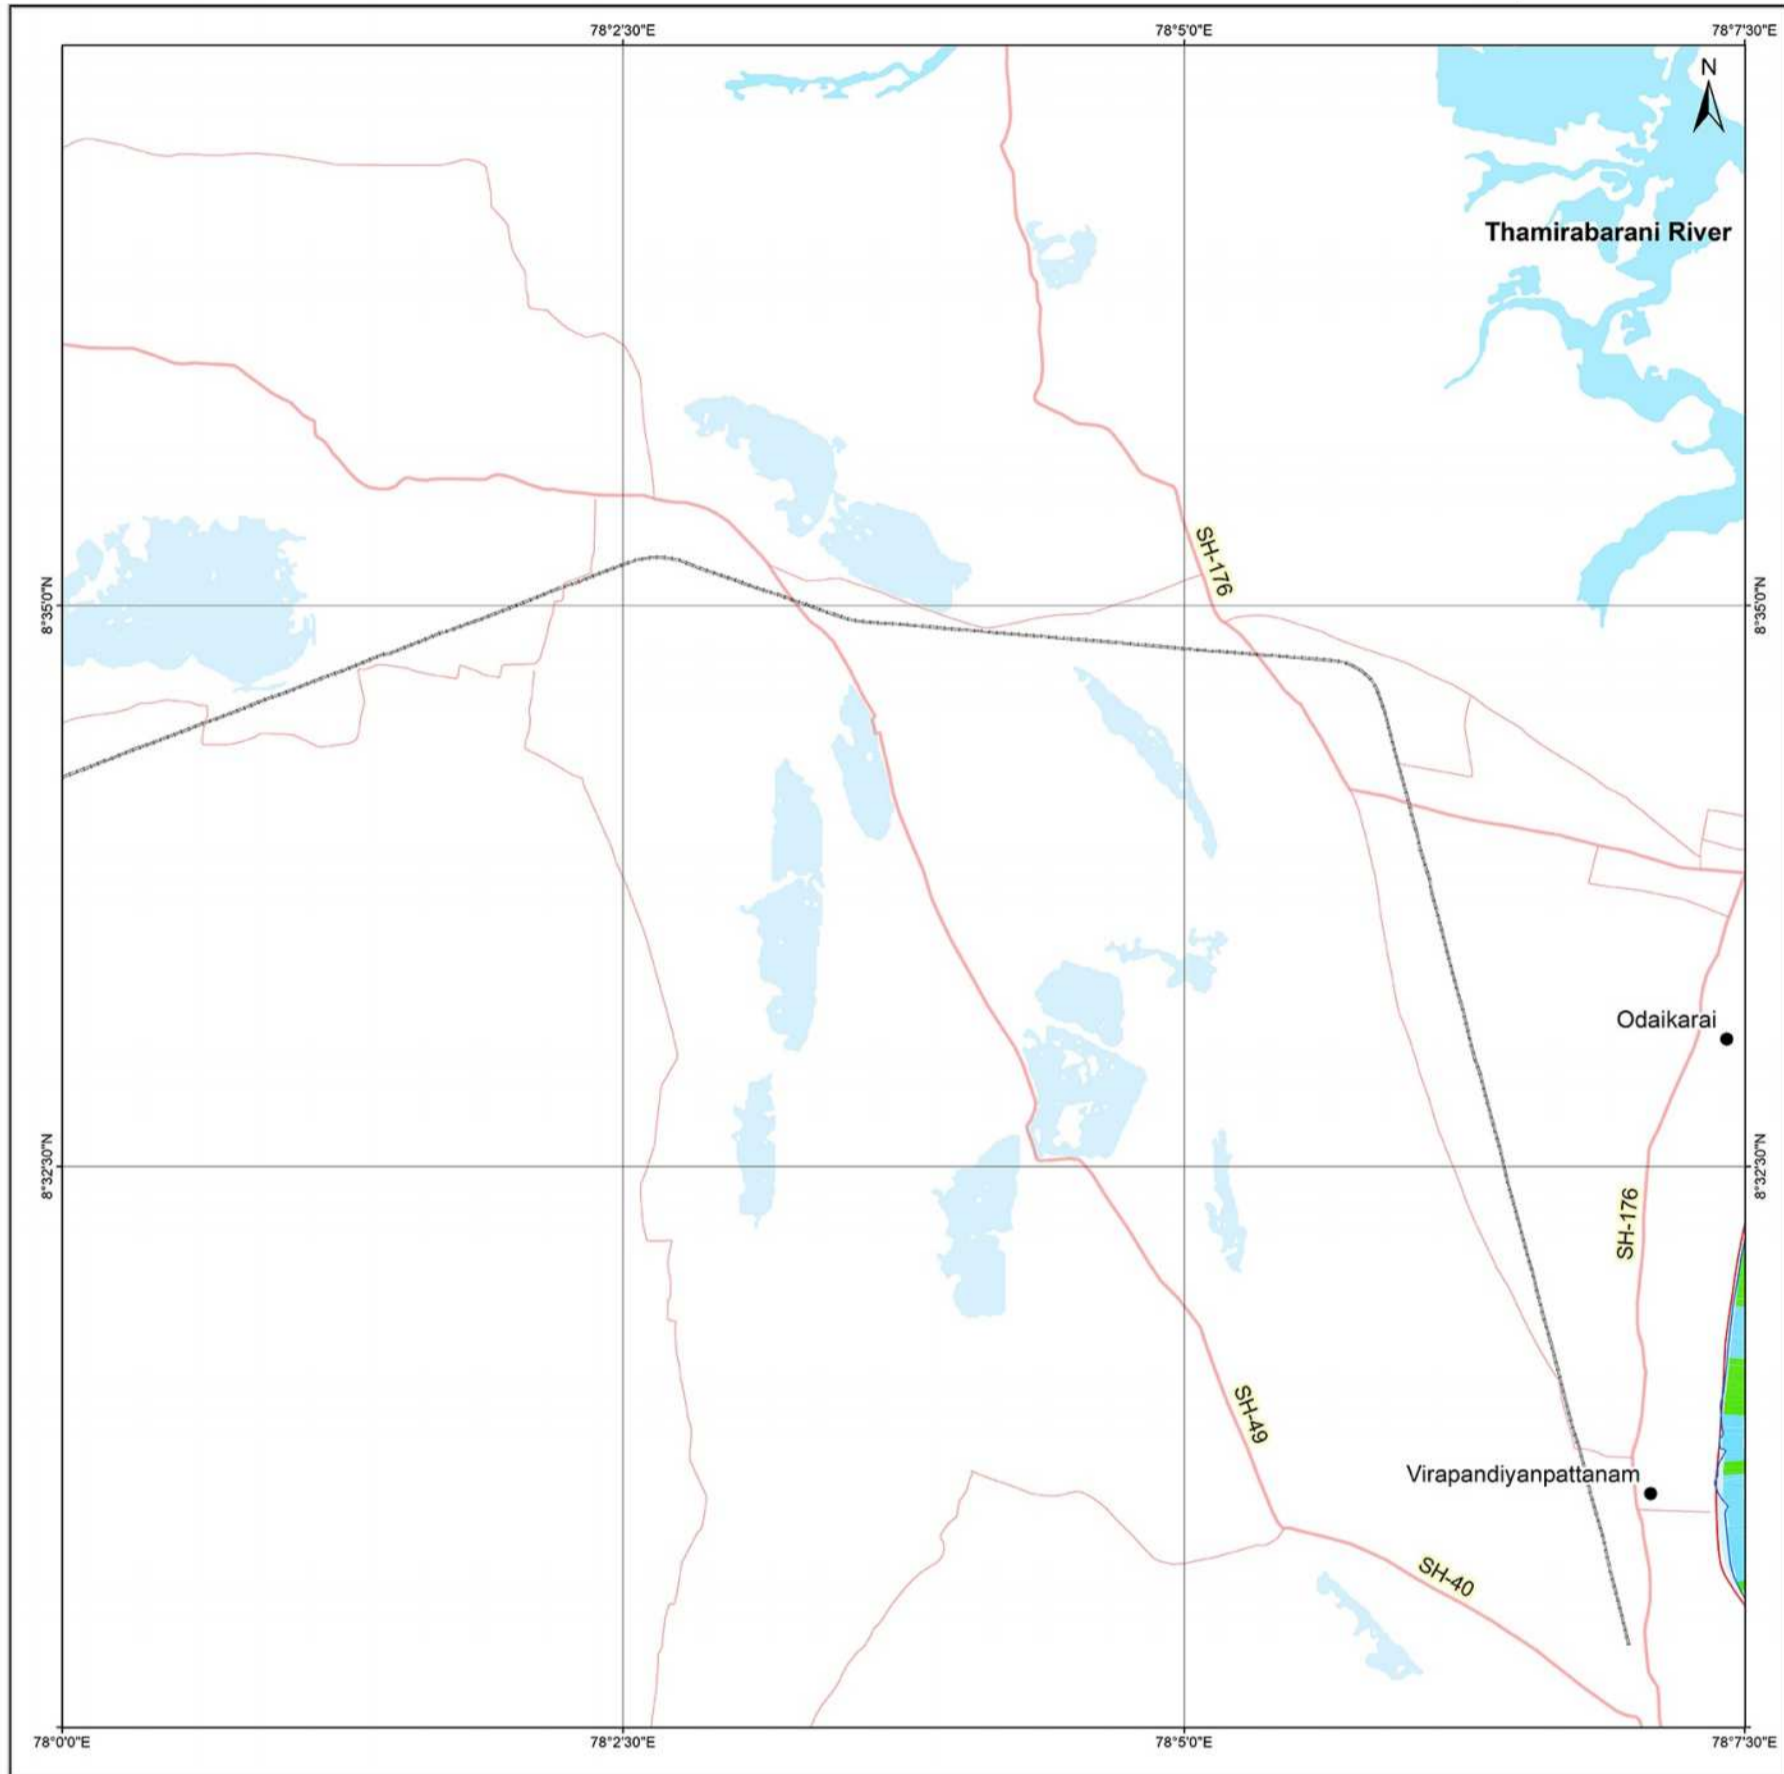 78°2'30"E
78°5'0"E
78°7'30"E
N
Thamirabarani River
SH-176
8°35'0"N
8°35'0"N
Odaikarai
8°32'30"N
8°32'30"N
SH-176
SH-49
Virapandiyanpattanam
SH-40
78°0'0"E
78°2'30"E
78°5'0"E
78°7'30"E